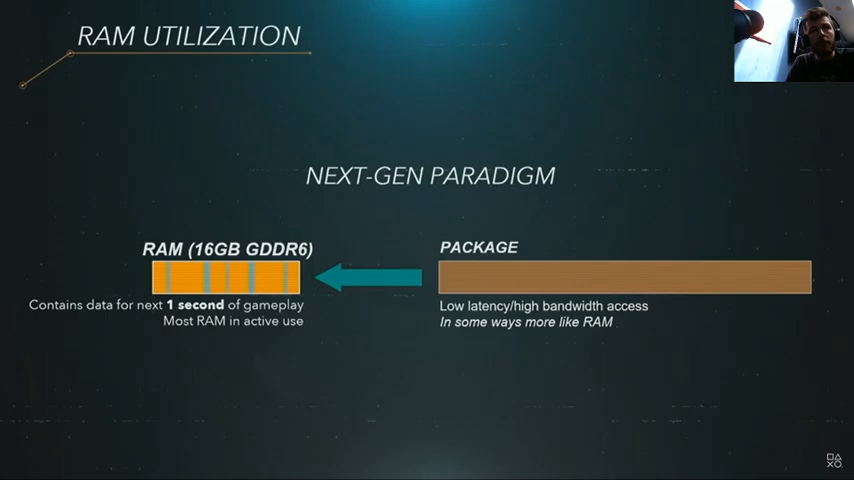 RAM UTILIZATION
NEXT-GEN PARADIGM
RAM (16GB GDDR6)
Contains data for next 1 second of gameplay
Most RAM in active use
PACKAGE
Low latency/high bandwidth access
In some ways more like RAM